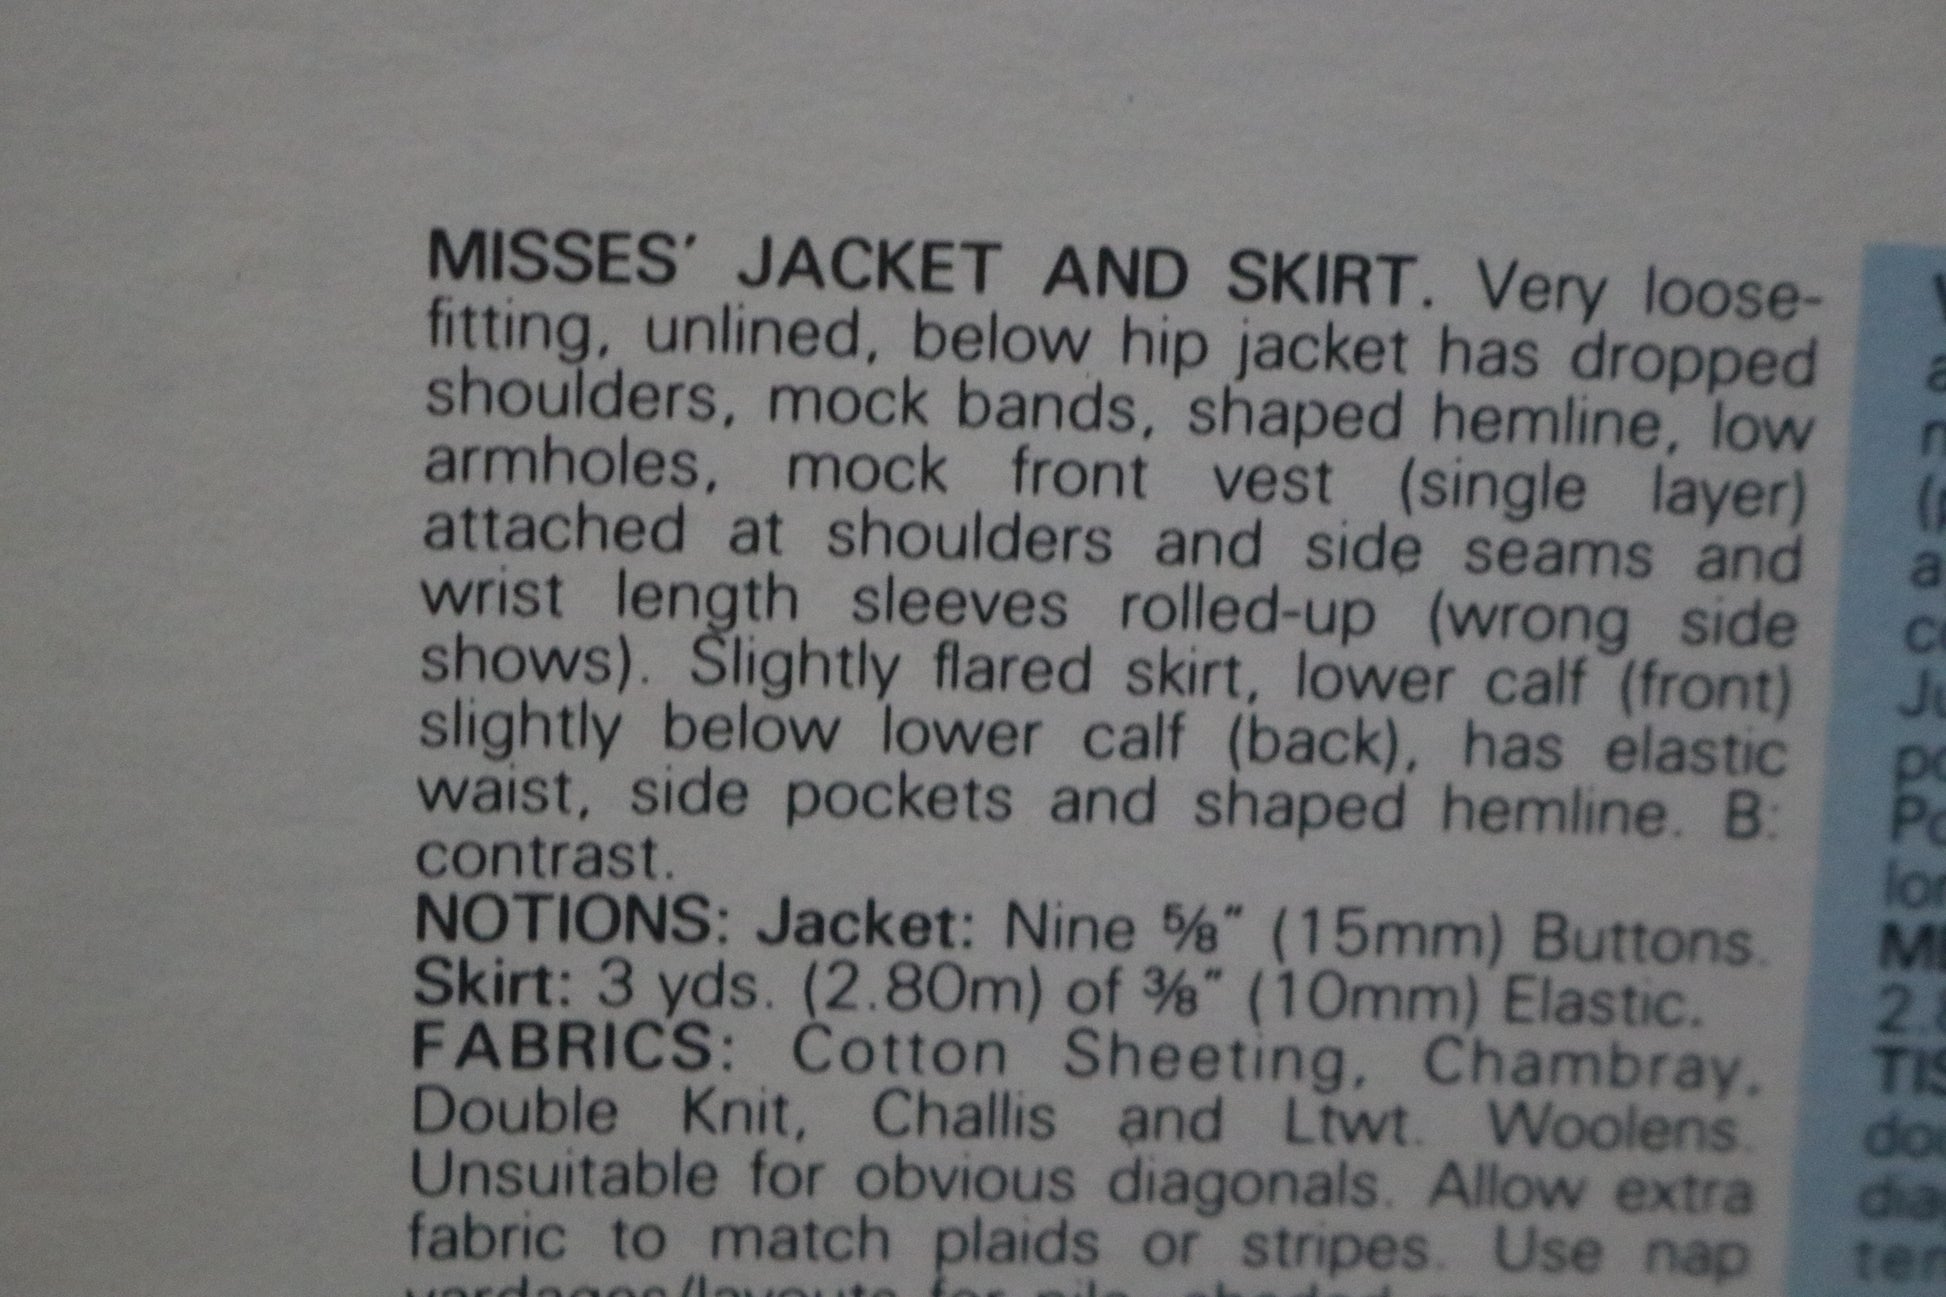 MISSES' JACKET AND SKIRT. Very loose-
fitting, unlined, below hip jacket has dropped
shoulders, mock bands, shaped hemline, low
armholes, mock front vest (single layer)
attached at shoulders and side seams and
wrist length sleeves rolled-up (wrong side
shows). Slightly flared skirt, lower calf (front)
slightly below lower calf (back), has elastic
waist, side pockets and shaped hemline. B:
contrast.
NOTIONS: Jacket: Nine ⅝" (15mm) Buttons.
Skirt: 3 yds. (2.80m) of ⅜" (10mm) Elastic.
FABRICS: Cotton Sheeting, Chambray,
Double Knit, Challis and Ltwt. Woolens.
Unsuitable for obvious diagonals. Allow extra
fabric to match plaids or stripes. Use nap
yardages/layouts for pile, shaded